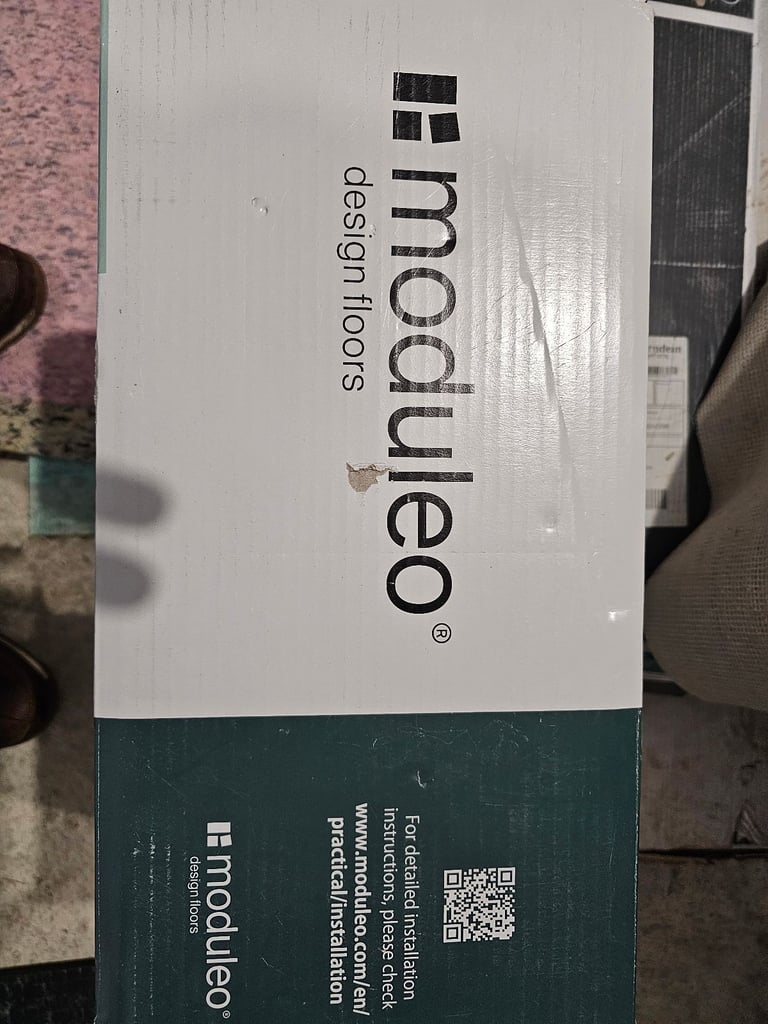 moduleo®
design floors
For detailed installation
instructions, please check
www.moduleo.com/en/
practical/installation
moduleo®
design floors